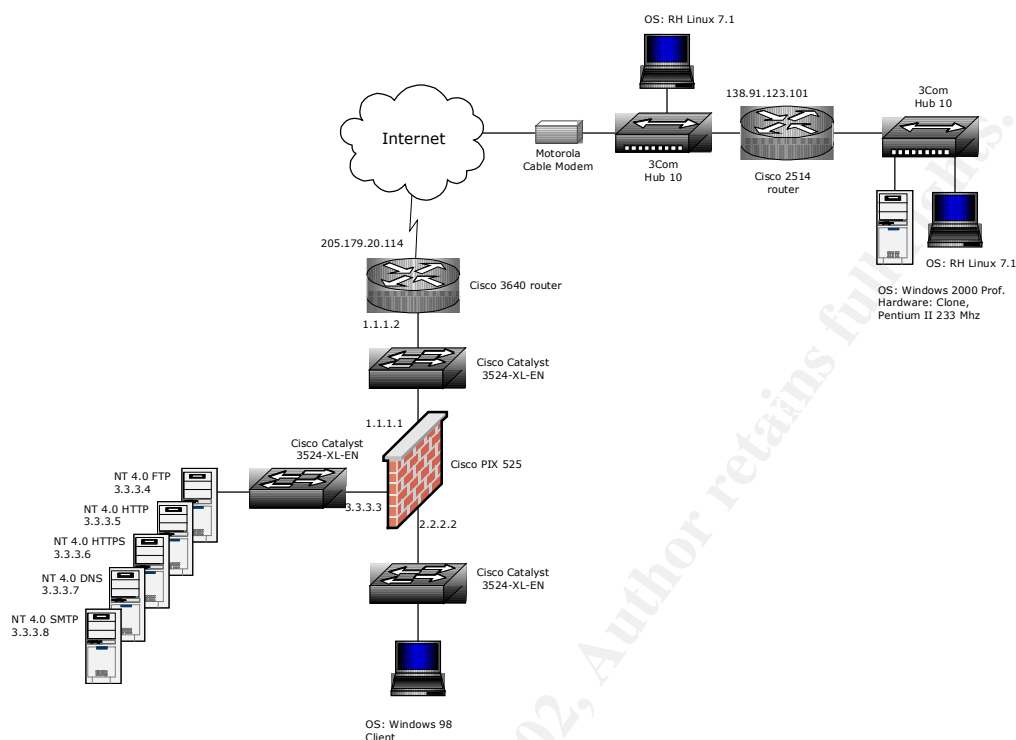 OS: RH Linux 7.1
138.91.123.101
3Com
Hub 10
Internet
Motorola
Cable Modem
3Com
Hub 10
Cisco 2514
router
OS: RH Linux 7.1
OS: Windows 2000 Prof.
Hardware: Clone,
Pentium II 233 Mhz
205.179.20.114
Cisco 3640 router
1.1.1.2
Cisco Catalyst
3524-XL-EN
1.1.1.1
Cisco PIX 525
Cisco Catalyst
3524-XL-EN
3.3.3.3
2.2.2.2
NT 4.0 FTP
3.3.3.4
NT 4.0 HTTP
3.3.3.5
NT 4.0 HTTPS
3.3.3.6
NT 4.0 DNS
3.3.3.7
NT 4.0 SMTP
3.3.3.8
Cisco Catalyst
3524-XL-EN
OS: Windows 98
Client
02, Author retains full rights.